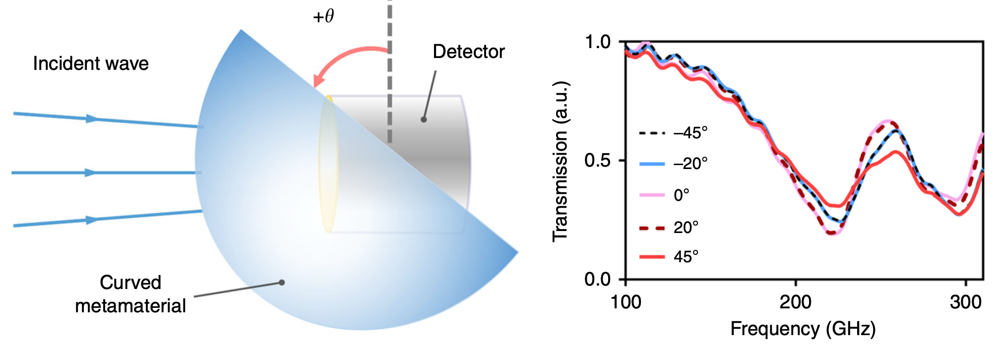 +θ
Incident wave
Detector
Curved
metamaterial
Transmission (a.u.)
1.0
0.5
0.0
–45°
–20°
0°
20°
45°
100
200
300
Frequency (GHz)